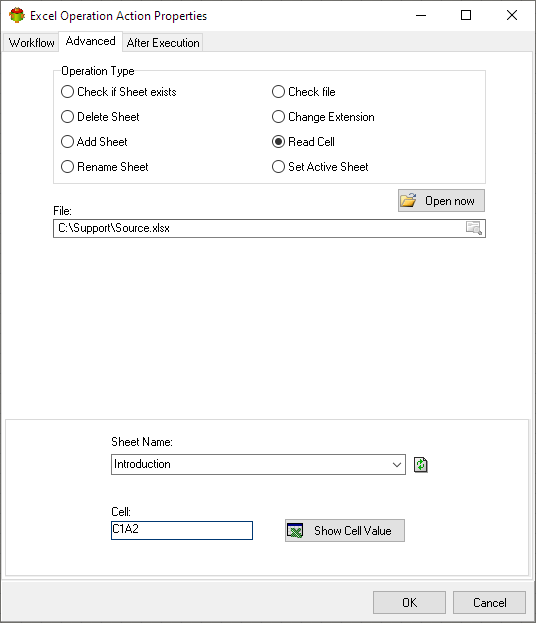 Excel Operation Action Properties
Workflow Advanced After Execution
Operation Type
Check if Sheet exists Check file
Delete Sheet Change Extension
Add Sheet Read Cell
Rename Sheet Set Active Sheet
Open now
File:
C:\Support\Source.xlsx
Sheet Name:
Introduction
Cell:
C1A2 Show Cell Value
OK Cancel